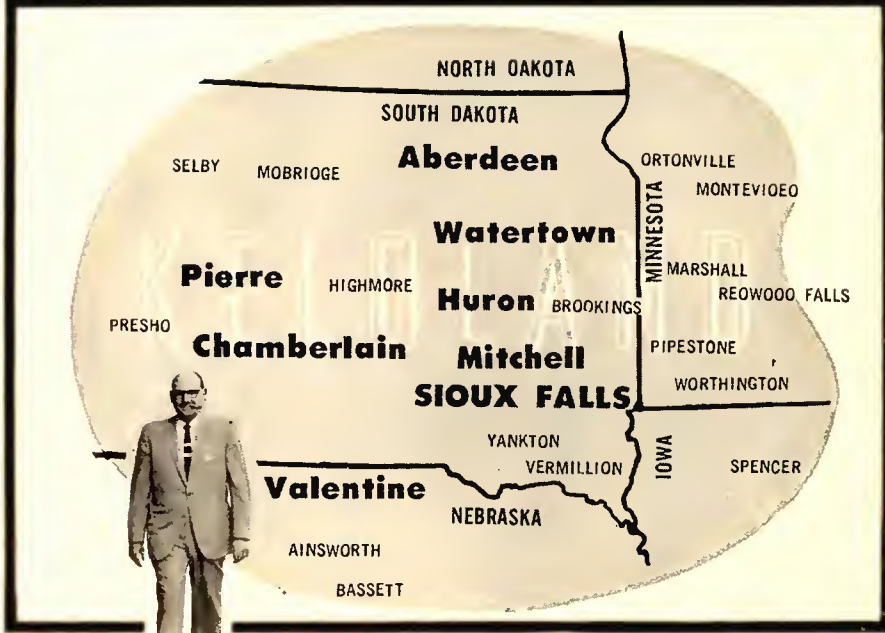 NORTH OAKOTA
SOUTH DAKOTA
Aberdeen
SELBY
MOBRIOGE
ORTONVILLE
MONTEVIOEO
MINNESOTA
Watertown
MARSHALL
Pierre
HIGHMORE
REOWOOO FALLS
KELOLAND
Huron
BROOKINGS
PRESHO
Chamberlain
Mitchell
PIPESTONE
WORTHINGTON
SIOUX FALLS
YANKTON
VERMILLION
IOWA
SPENCER
Valentine
NEBRASKA
AINSWORTH
BASSETT